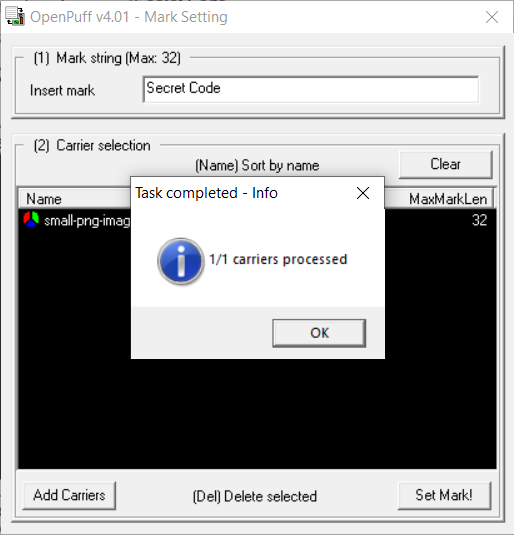 OpenPuff v4.01 - Mark Setting
(1) Mark string (Max: 32)
Insert mark
Secret Code
(2) Carrier selection
(Name) Sort by name
Clear
Name
MaxMarkLen
small-png-imag
32
Task completed - Info
1/1 carriers processed
OK
Add Carriers
(Del) Delete selected
Set Mark!